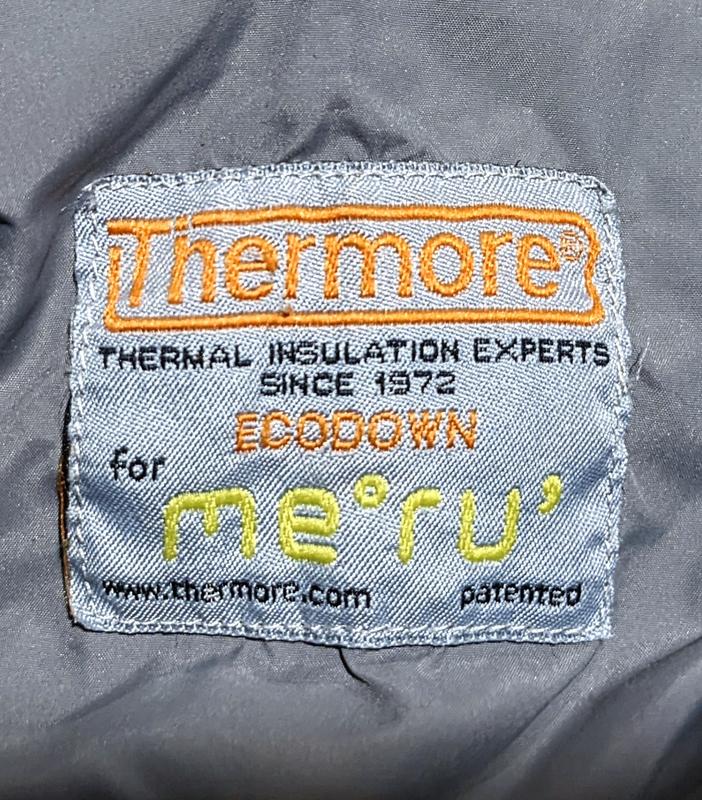 Thermore®
THERMAL INSULATION EXPERTS
SINCE 1972
ECODOWN
for
me°ru'
www.thermore.com patented